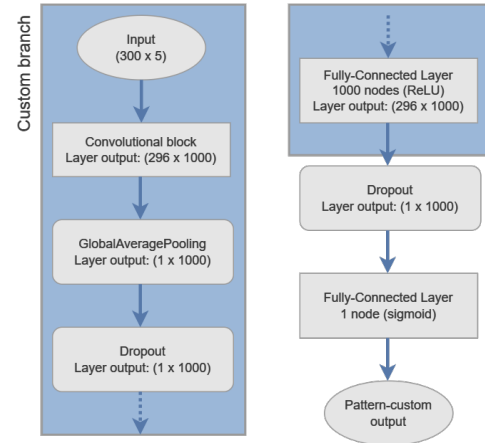 Custom branch
Input
(300 x 5)
Convolutional block
Layer output: (296 x 1000)
GlobalAveragePooling
Layer output: (1 x 1000)
Dropout
Layer output: (1 x 1000)
Fully-Connected Layer
1000 nodes (ReLU)
Layer output: (296 x 1000)
Dropout
Layer output: (1 x 1000)
Fully-Connected Layer
1 node (sigmoid)
Pattern-custom
output